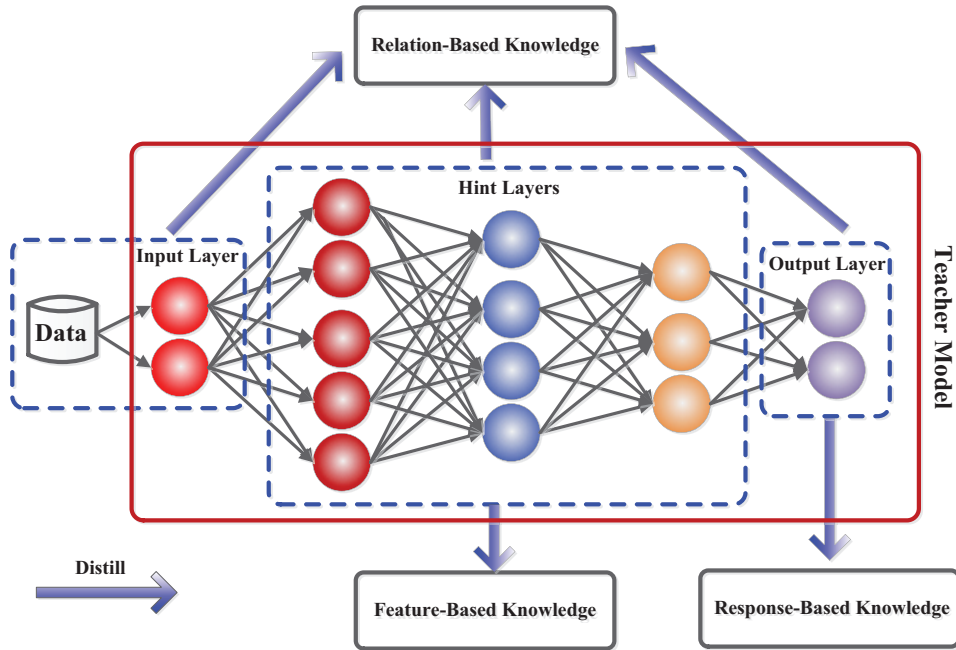 Relation-Based Knowledge
Hint Layers
Input Layer
Output Layer
Data
Teacher Model
Distill
Feature-Based Knowledge
Response-Based Knowledge